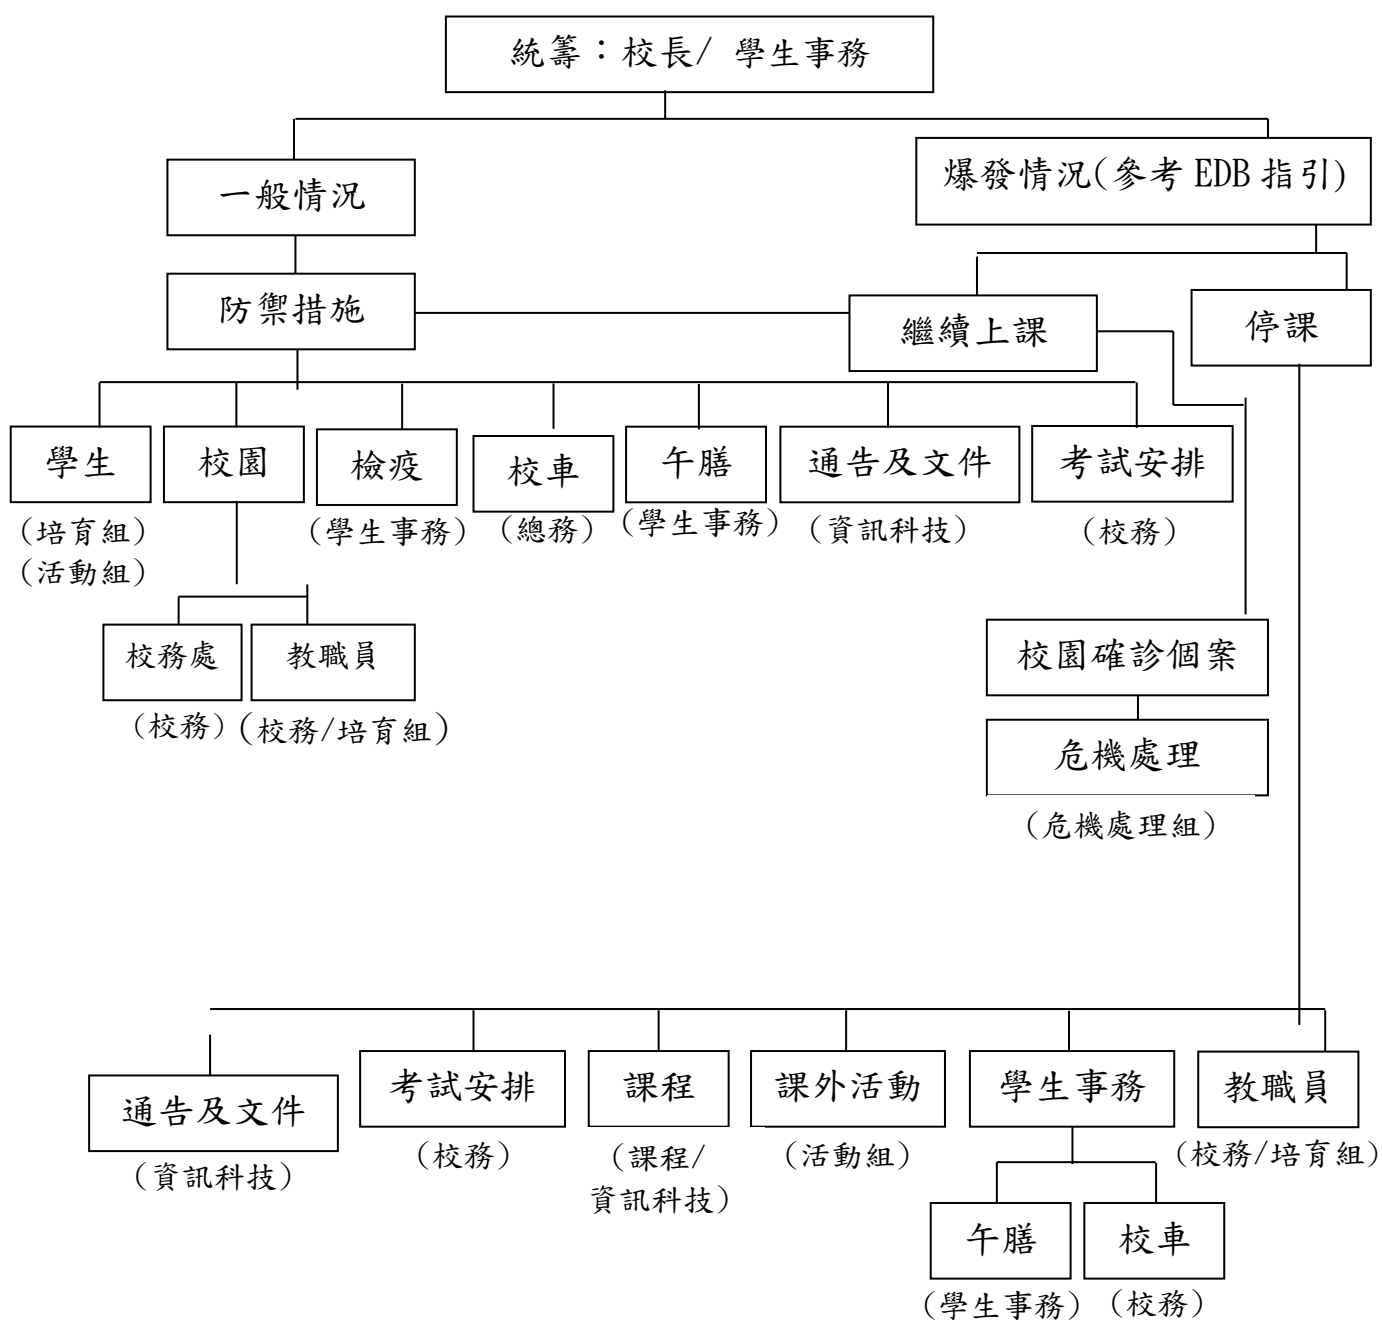 統籌：校長/ 學生事務
一般情況
爆發情況(參考 EDB 指引)
防禦措施
繼續上課
停課
學生
校園
檢疫
校車
午膳
通告及文件
考試安排
(培育組)
(活動組)
(學生事務)
(總務)
(學生事務)
(資訊科技)
(校務)
校務處
教職員
(校務)
(校務/培育組)
校園確診個案
危機處理
(危機處理組)
通告及文件
考試安排
課程
課外活動
學生事務
教職員
(資訊科技)
(校務)
(課程/
資訊科技)
(活動組)
(校務/培育組)
午膳
校車
(學生事務)
(校務)